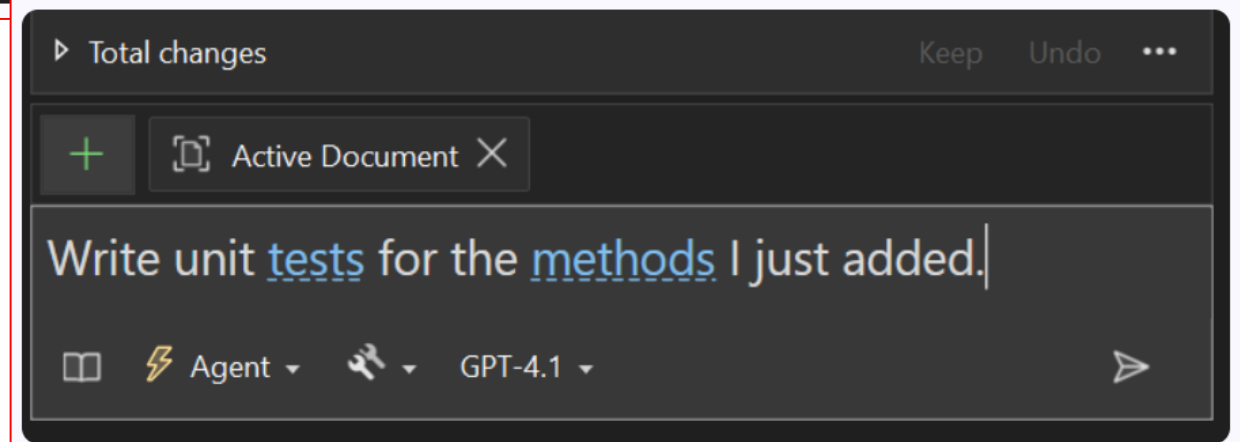 Total changes Keep Undo •••
Active Document
Write unit tests for the methods I just added.
Agent GPT-4.1